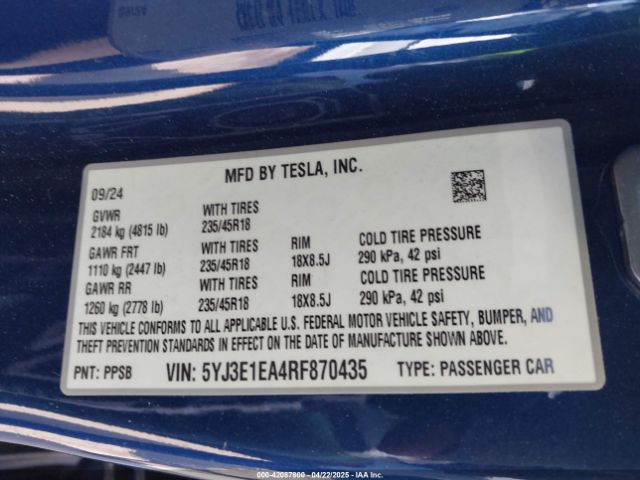 MFD BY TESLA, INC.
09/24
GVWR WITH TIRES
2184 kg (4815 lb) 235/45R18
GAWR FRT WITH TIRES RIM COLD TIRE PRESSURE
1110 kg (2447 lb) 235/45R18 18X8.5J 290 kPa, 42 psi
GAWR RR WITH TIRES RIM COLD TIRE PRESSURE
1260 kg (2778 lb) 235/45R18 18X8.5J 290 kPa, 42 psi
THIS VEHICLE CONFORMS TO ALL APPLICABLE U.S. FEDERAL MOTOR VEHICLE SAFETY, BUMPER, AND
THEFT PREVENTION STANDARDS IN EFFECT ON THE DATE OF MANUFACTURE SHOWN ABOVE.
PNT: PPSB VIN: 5YJ3E1EA4RF870435 TYPE: PASSENGER CAR
000-42087800 - 04/22/2025 - IAA Inc.